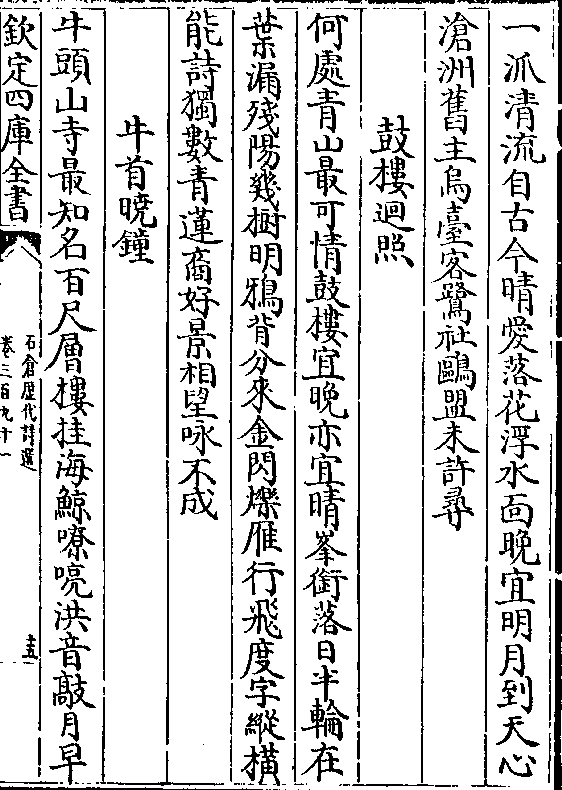 一派清流自古今晴愛落花浮水面晚宜明月到天心
滄洲舊主烏臺客鷺社鷗盟未許尋
鼓樓迴照
何處青山最可情鼓樓宜晚亦宜晴峯銜落日半輪在
葉漏殘陽幾樹明鴉背分來金閃爍雁行飛度字縱橫
能詩獨數青蓮裔好景相望咏不成
牛首曉鐘
牛頭山寺最知名百尺層樓挂海鯨嘹喨洪音敲月早
欽定四庫全書
石倉歴代詩選
卷三百九十一
十五